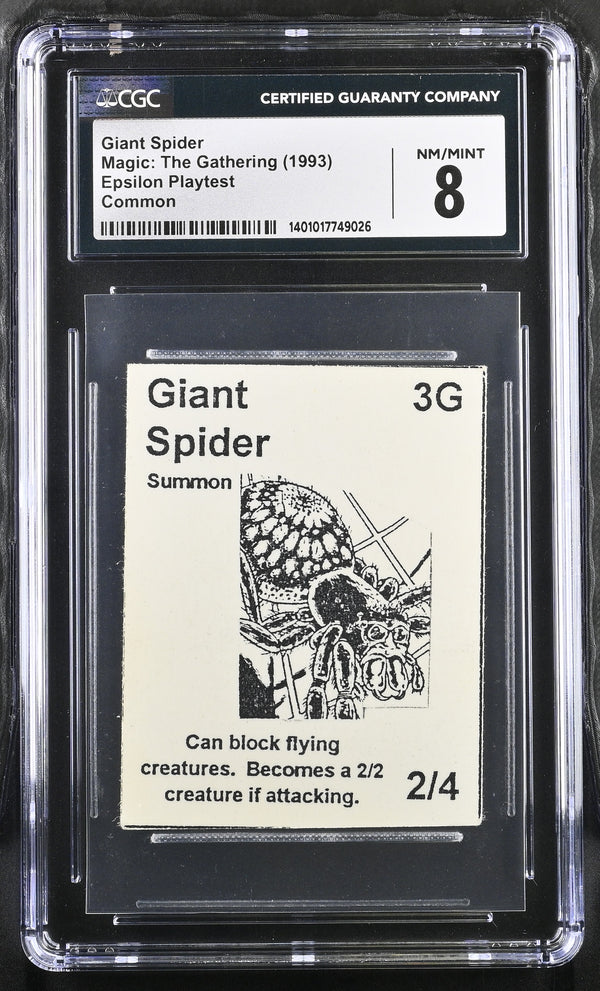 CGC
CERTIFIED GUARANTY COMPANY
Giant Spider
Magic: The Gathering (1993)
Epsilon Playtest
Common
1401017749026
NM/MINT
8
Giant
Spider
3G
Summon
Can block flying
creatures. Becomes a 2/2
creature if attacking.
2/4